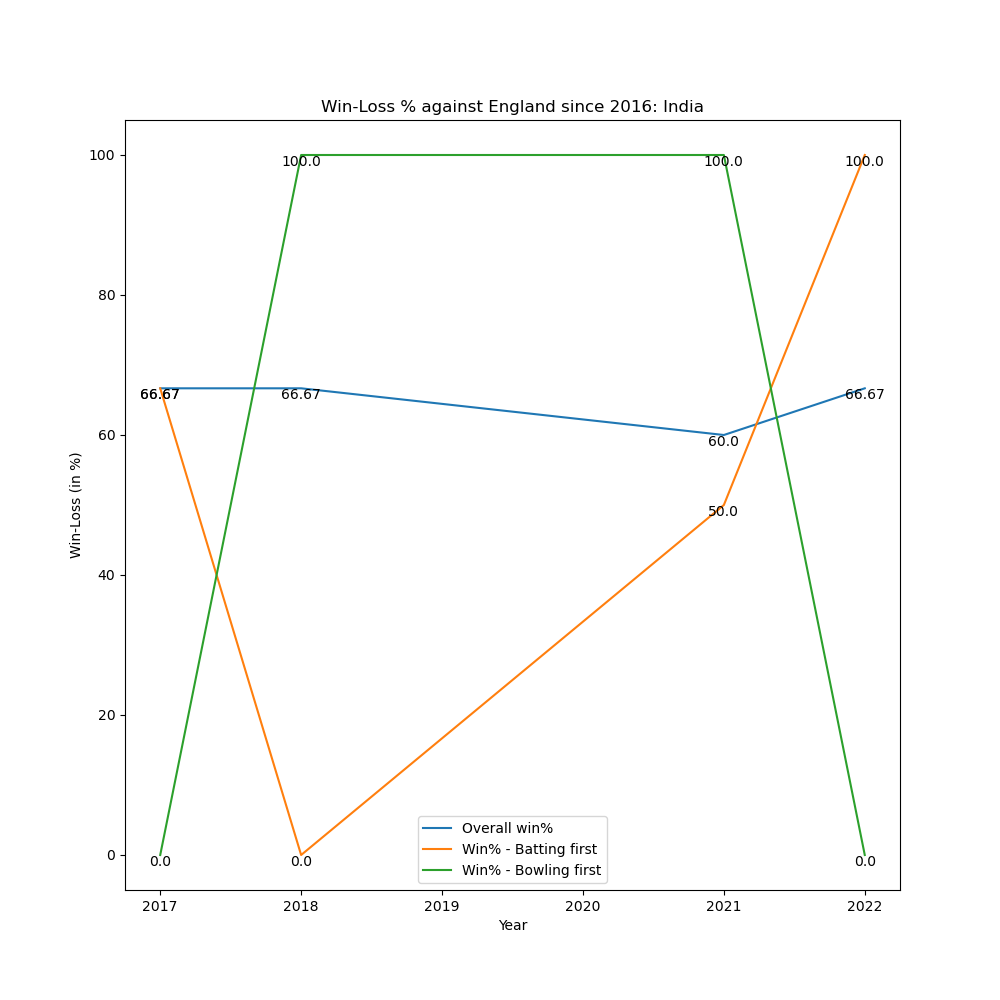 Win-Loss % against England since 2016: India
100
80
60
40
20
0
Win-Loss (in %)
100.0
100.0
100.0
66.67
66.67
66.67
66.67
60.0
50.0
0.0
0.0
0.0
Overall win%
Win% - Batting first
Win% - Bowling first
2017 2018 2019 2020 2021 2022
Year